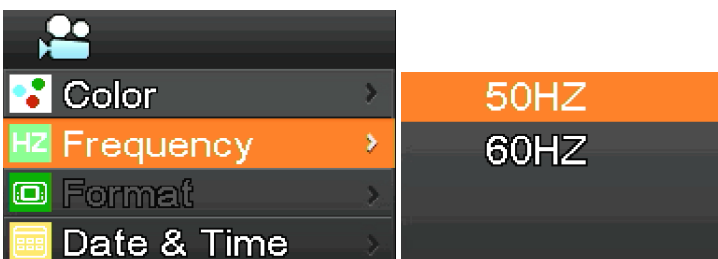 Color
HZ Frequency
Format
Date & Time
50HZ
60HZ